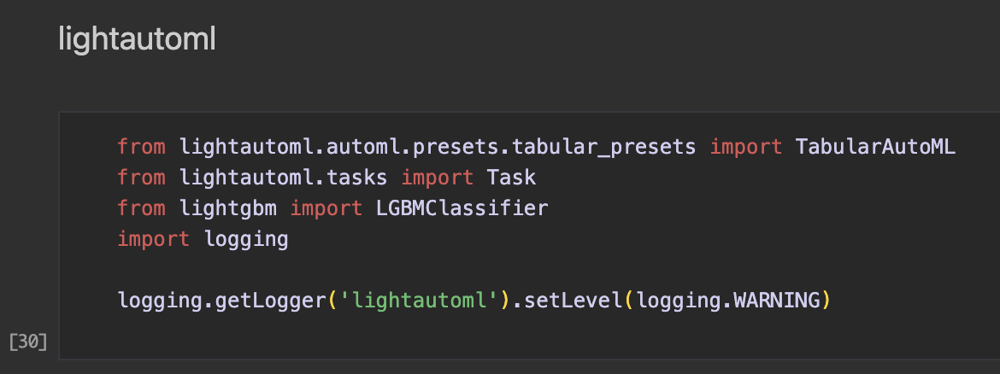 lightautoml
from lightautoml.automl.presets.tabular_presets import TabularAutoML
from lightautoml.tasks import Task
from lightgbm import LGBMClassifier
import logging
logging.getLogger('lightautoml').setLevel(logging.WARNING)
[30]